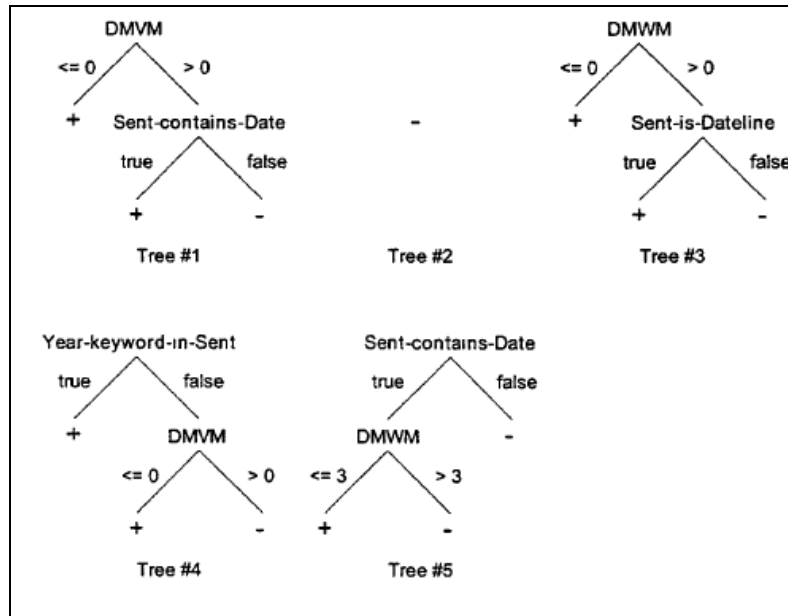 DMVM DMWM
<= 0 > 0 <= 0 > 0
+ Sent-contains-Date - + Sent-is-Dateline
true false true false
+ - + -
Tree #1 Tree #2 Tree #3
Year-keyword-in-Sent Sent-contains-Date
true false true false
+ DMVM DMWM -
<= 0 > 0 <= 3 > 3
+ - + -
Tree #4 Tree #5